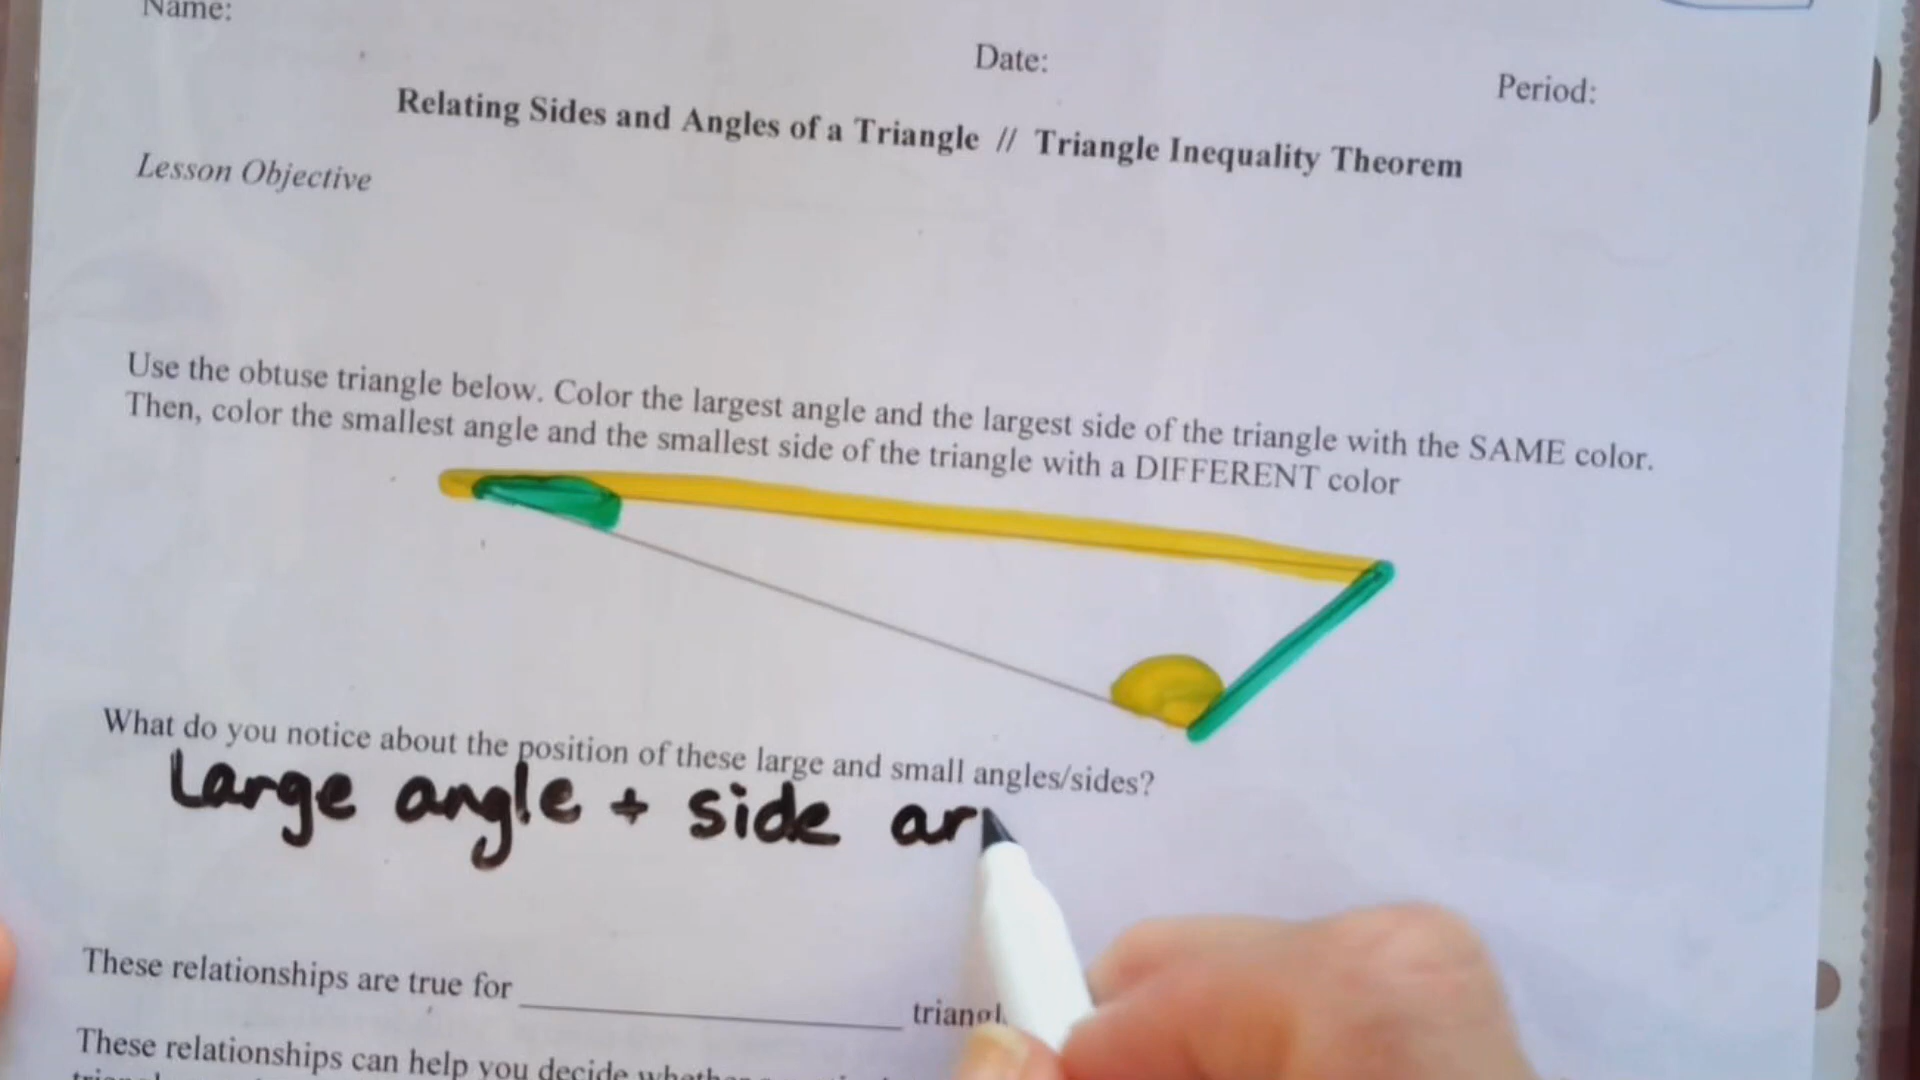 Name:
Date:
Period:
Relating Sides and Angles of a Triangle // Triangle Inequality Theorem
Lesson Objective
Use the obtuse triangle below. Color the largest angle and the largest side of the triangle with the SAME color.
Then, color the smallest angle and the smallest side of the triangle with a DIFFERENT color
What do you notice about the position of these large and small angles/sides?
Large angle + side ar
These relationships are true for ____________________ triangl
These relationships can help you decide